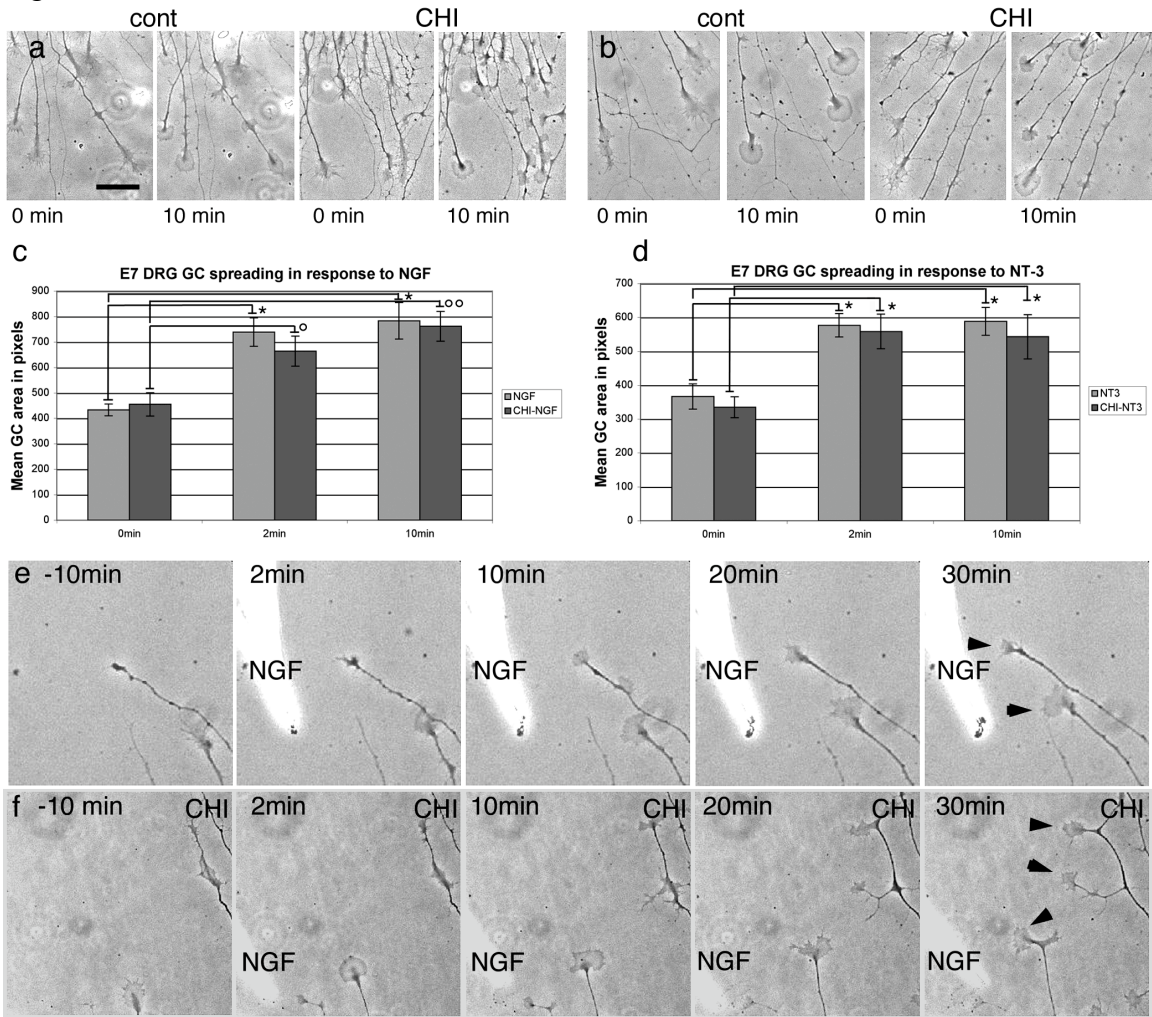 cont CHI cont CHI
a b
0 min 10 min 0 min 10 min 0 min 10 min 0 min 10min
c
E7 DRG GC spreading in response to NGF
Mean GC area in pixels
900
800
700
600
500
400
300
200
100
0
* * ○ ○○
0min 2min 10min
NGF
CHI-NGF
d
E7 DRG GC spreading in response to NT-3
Mean GC area in pixels
700
600
500
400
300
200
100
0
* * * *
0min 2min 10min
NT3
CHI-NT3
e -10min 2min 10min 20min 30min
NGF NGF NGF NGF
f -10 min CHI 2min CHI 10min CHI 20min CHI 30min CHI
NGF NGF NGF NGF